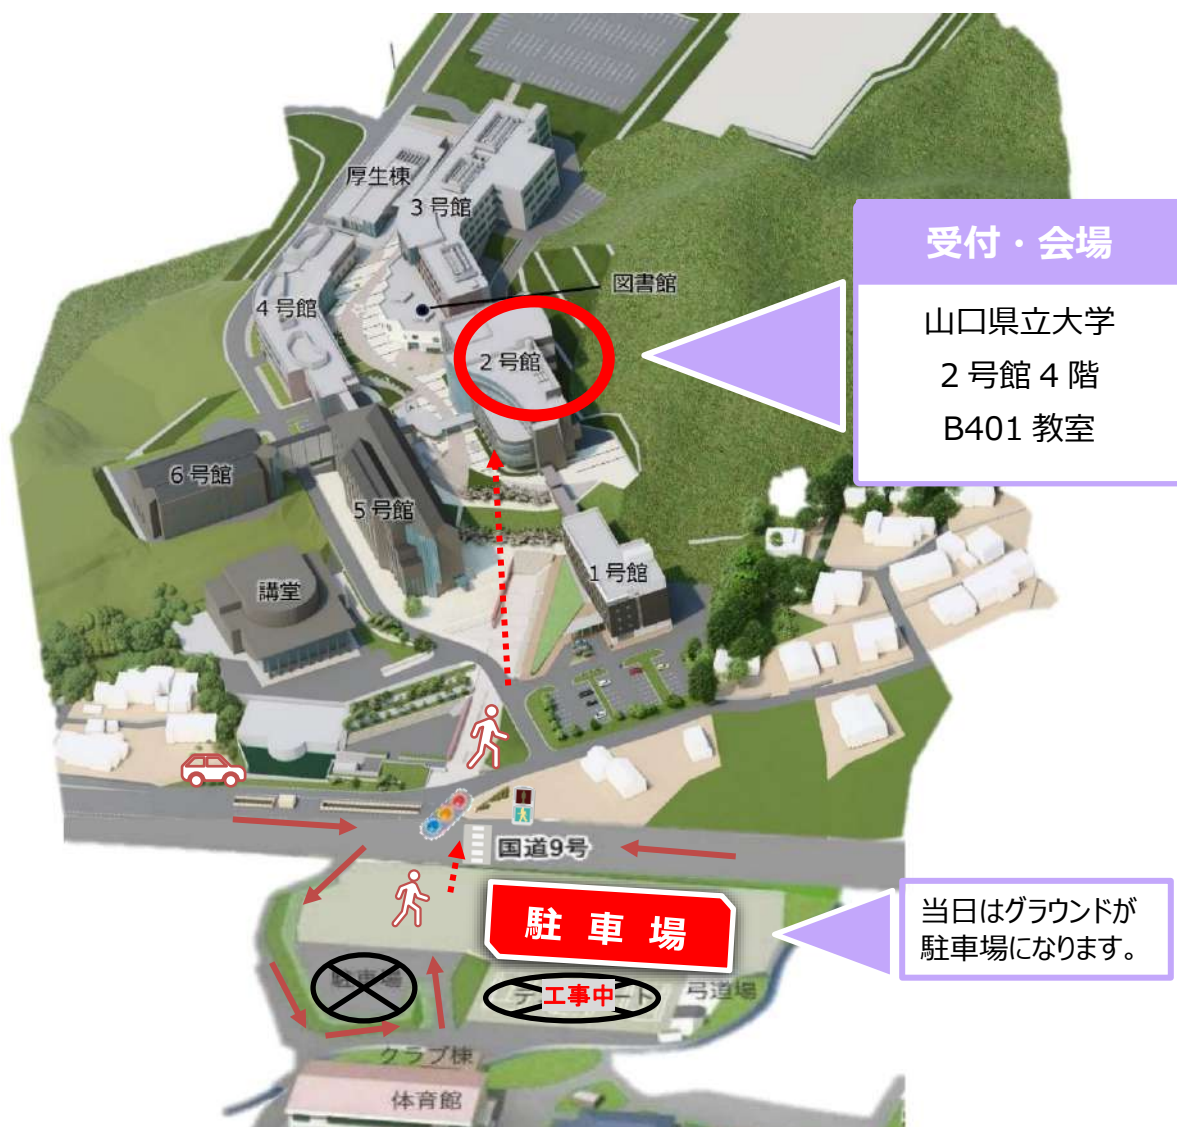 厚生棟
3号館
受付・会場
図書館
4号館
山口県立大学
2号館
2号館4階
B401教室
6号館
5号館
1号館
講堂
国道9号
駐車場
当日はグラウンドが
駐車場になります。
駐車場
工事中
弓道場
クラブ棟
体育館